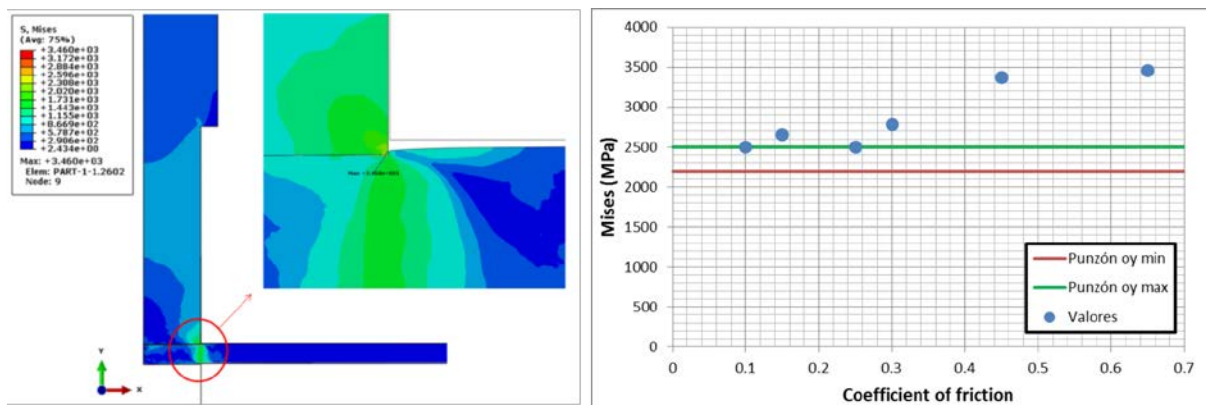 S, Mises
(Avg: 75%)
+3.460e+03
+3.172e+03
+2.884e+03
+2.596e+03
+2.308e+03
+2.020e+03
+1.731e+03
+1.443e+03
+1.155e+03
+8.669e+02
+5.787e+02
+2.906e+02
+2.434e+00
Max: +3.460e+03
Elem: PART-1-1.2602
Node: 9
Max +3.460e+003
Y
X
Mises (MPa)
4000
3500
3000
2500
2000
1500
1000
500
0
0 0.1 0.2 0.3 0.4 0.5 0.6 0.7
Coefficient of friction
Punzón σy min
Punzón σy max
Valores